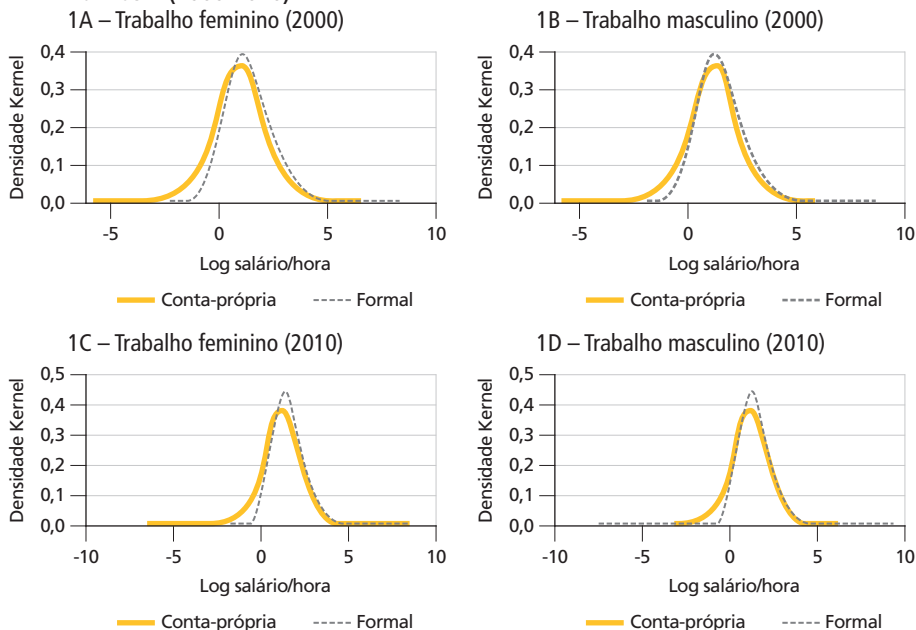 1A – Trabalho feminino (2000)
Densidade Kernel
0,4
0,3
0,2
0,1
0,0
-5 0 5 10
Log salário/hora
Conta-própria Formal
1B – Trabalho masculino (2000)
Densidade Kernel
0,4
0,3
0,2
0,1
0,0
-5 0 5 10
Log salário/hora
Conta-própria Formal
1C – Trabalho feminino (2010)
Densidade Kernel
0,5
0,4
0,3
0,2
0,1
0,0
-10 -5 0 5 10
Log salário/hora
Conta-própria Formal
1D – Trabalho masculino (2010)
Densidade Kernel
0,5
0,4
0,3
0,2
0,1
0,0
-10 -5 0 5 10
Log salário/hora
Conta-própria Formal